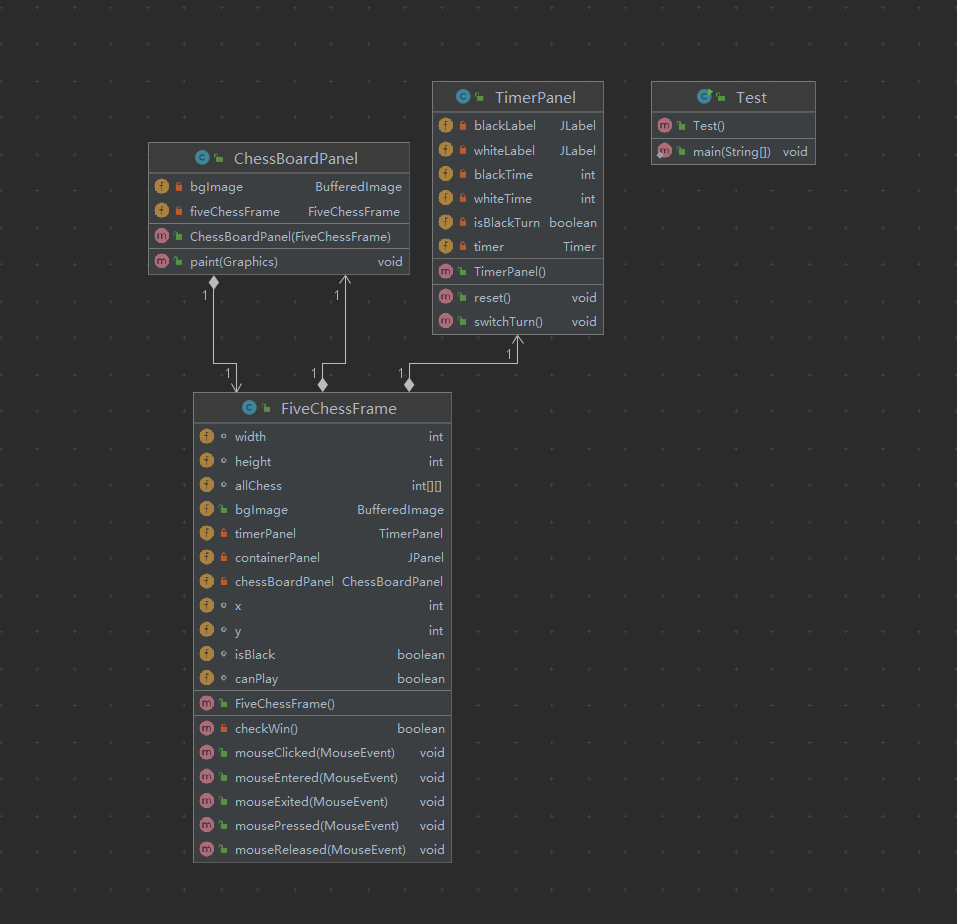 ChessBoardPanel
bgImage BufferedImage
fiveChessFrame FiveChessFrame
ChessBoardPanel(FiveChessFrame)
paint(Graphics) void
TimerPanel
blackLabel JLabel
whiteLabel JLabel
blackTime int
whiteTime int
isBlackTurn boolean
timer Timer
TimerPanel()
reset() void
switchTurn() void
Test
Test()
main(String[]) void
1
1
1
1
1
1
FiveChessFrame
width int
height int
allChess int[][]
bgImage BufferedImage
timerPanel TimerPanel
containerPanel JPanel
chessBoardPanel ChessBoardPanel
x int
y int
isBlack boolean
canPlay boolean
FiveChessFrame()
checkWin() boolean
mouseClicked(MouseEvent) void
mouseEntered(MouseEvent) void
mouseExited(MouseEvent) void
mousePressed(MouseEvent) void
mouseReleased(MouseEvent) void